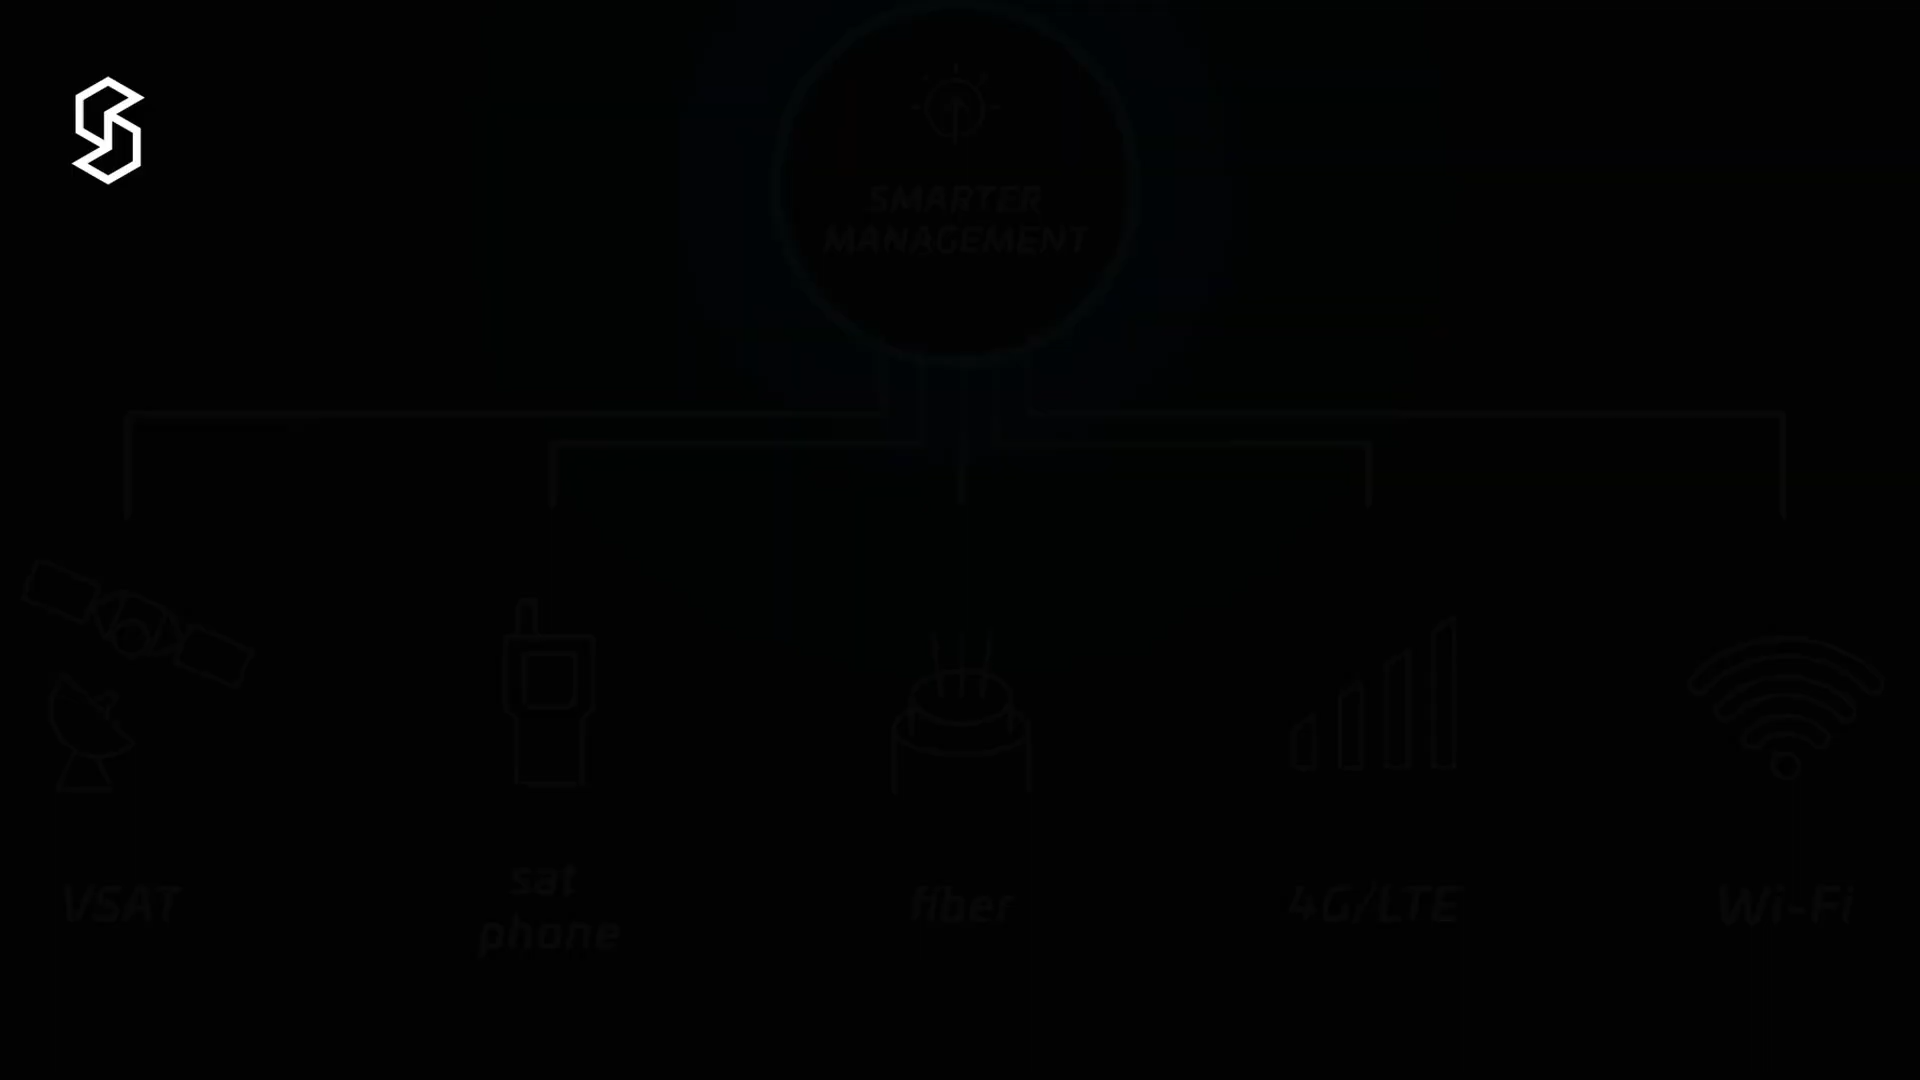 SMARTER
MANAGEMENT
VSAT
sat
phone
fiber
4G/LTE
Wi-Fi